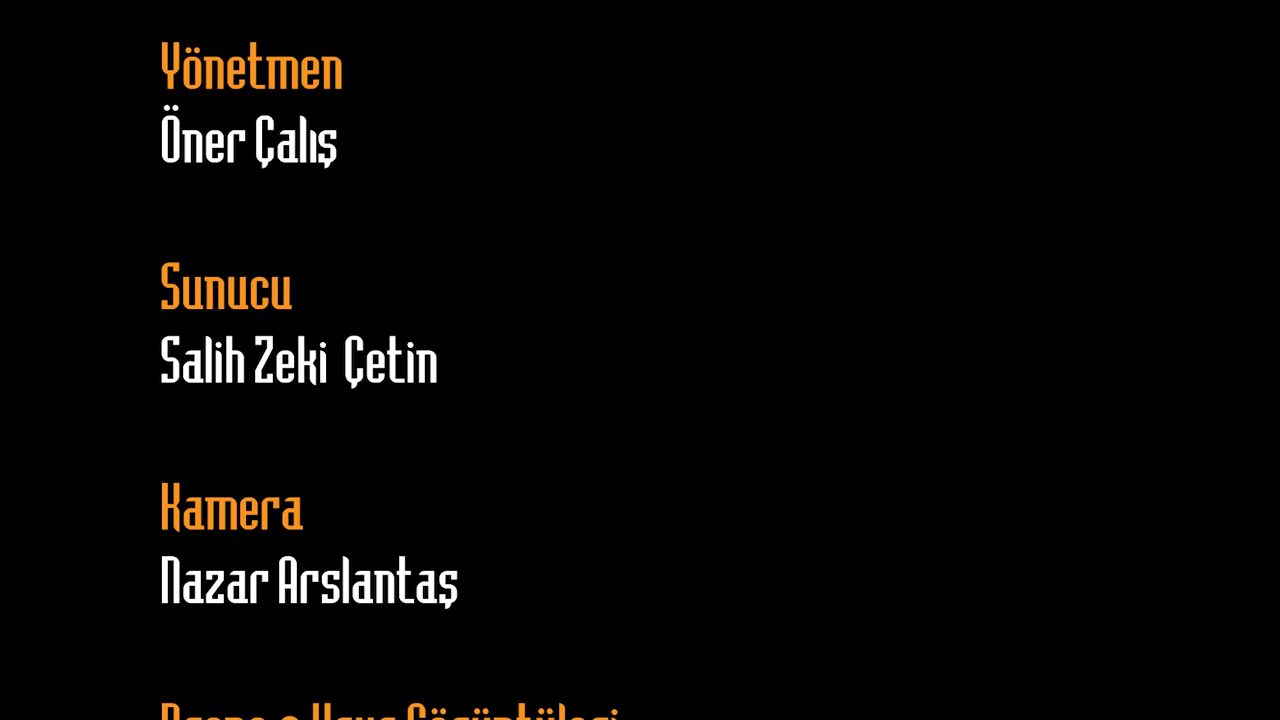 Yönetmen
Öner Çalış
Sunucu
Salih Zeki Çetin
Kamera
Nazar Arslantaş